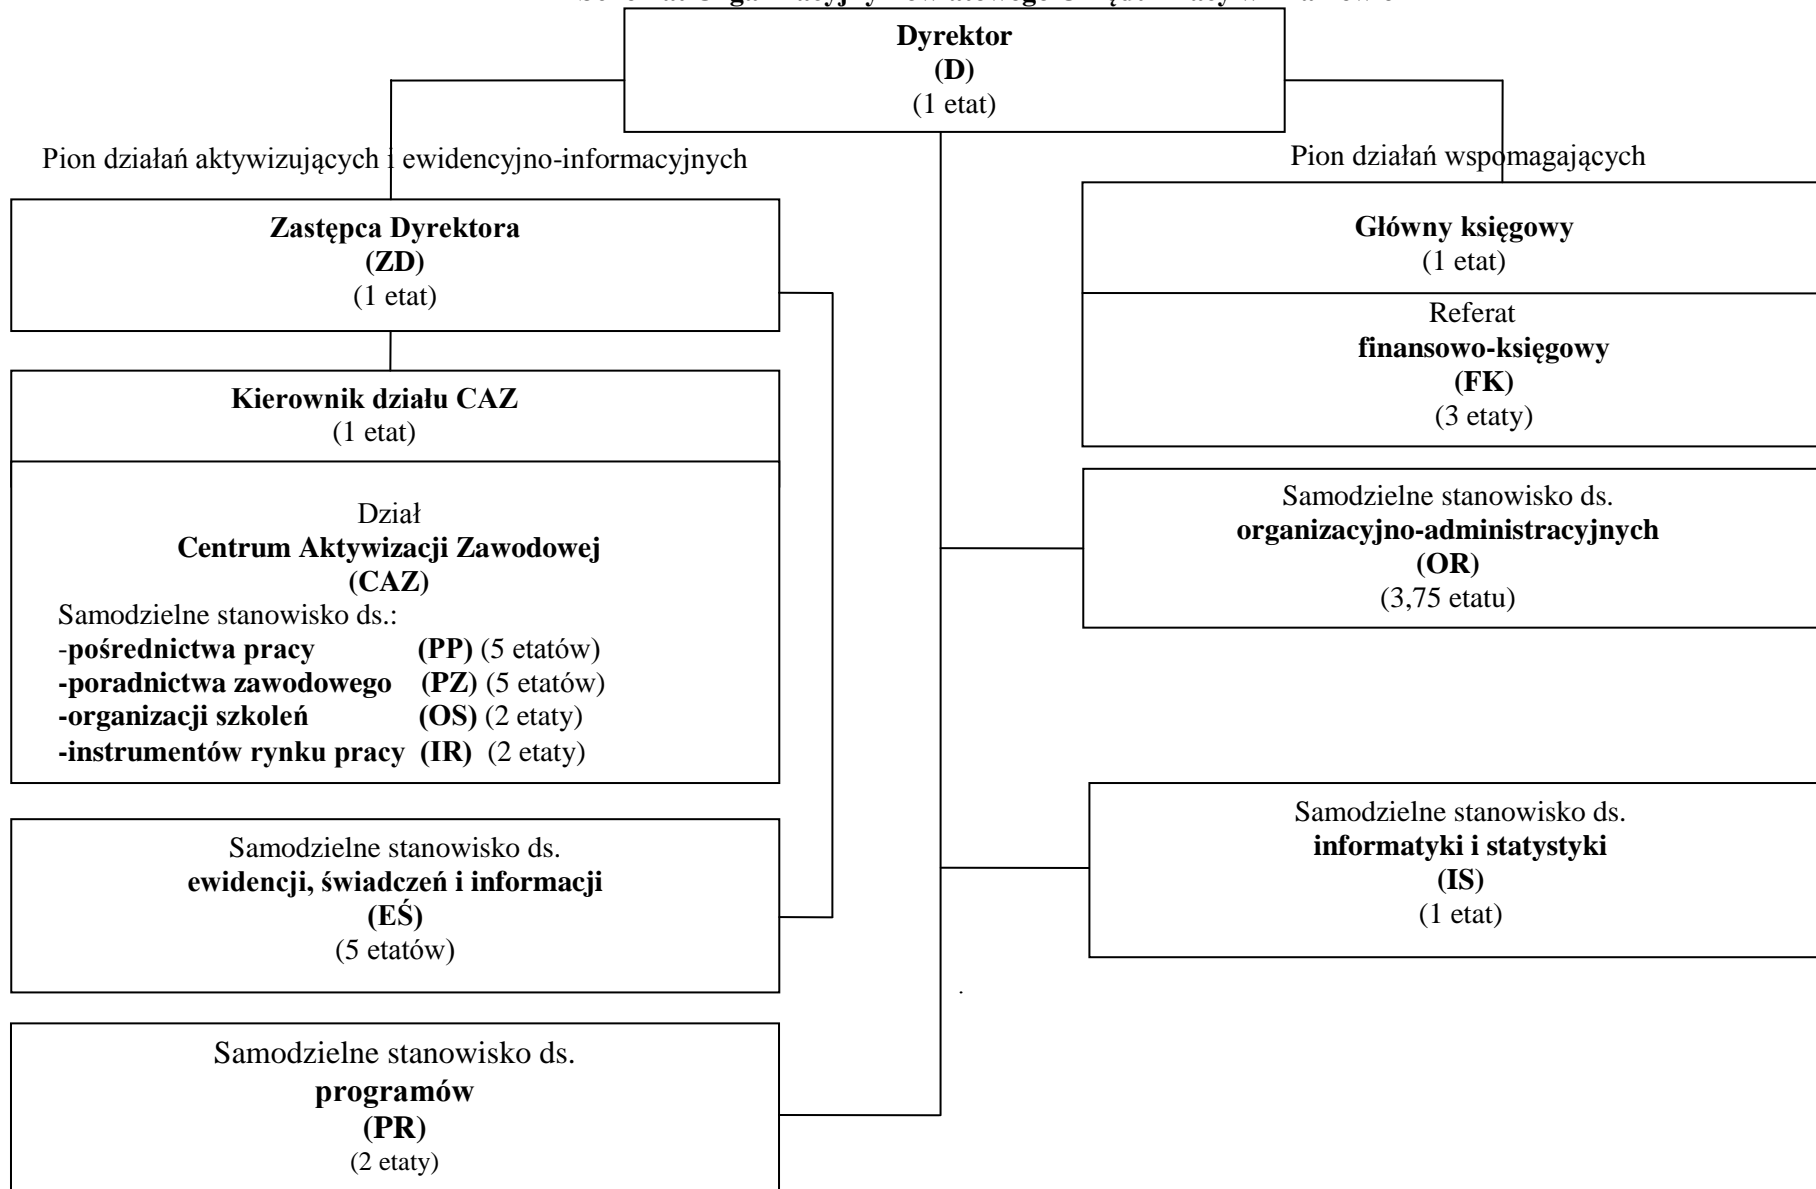 Dyrektor
(D)
(1 etat)
Pion działań aktywizujących i ewidencyjno-informacyjnych
Pion działań wspomagających
Zastępca Dyrektora
(ZD)
(1 etat)
Główny księgowy
(1 etat)
Referat
finansowo-księgowy
(FK)
(3 etaty)
Kierownik działu CAZ
(1 etat)
Dział
Centrum Aktywizacji Zawodowej
(CAZ)
Samodzielne stanowisko ds.:
-pośrednictwa pracy (PP) (5 etatów)
-poradnictwa zawodowego (PZ) (5 etatów)
-organizacji szkoleń (OS) (2 etaty)
-instrumentów rynku pracy (IR) (2 etaty)
Samodzielne stanowisko ds.
organizacyjno-administracyjnych
(OR)
(3,75 etatu)
Samodzielne stanowisko ds.
informatyki i statystyki
(IS)
(1 etat)
Samodzielne stanowisko ds.
ewidencji, świadczeń i informacji
(EŚ)
(5 etatów)
Samodzielne stanowisko ds.
programów
(PR)
(2 etaty)